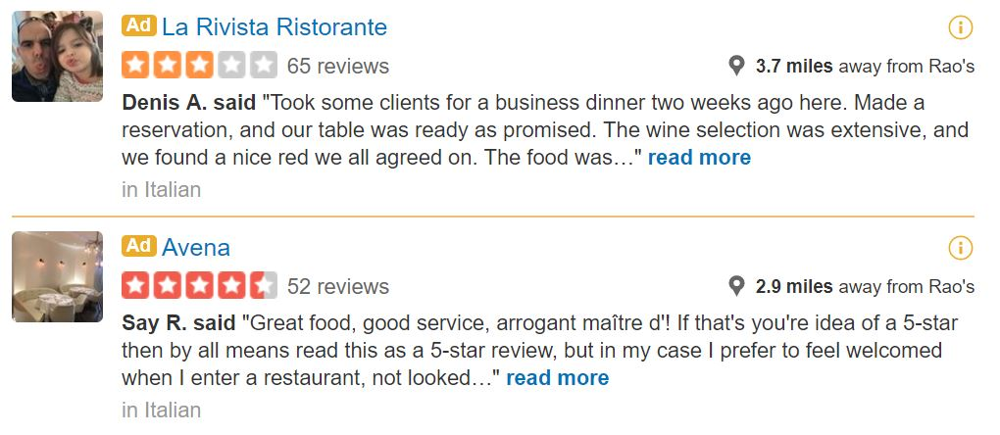 Ad La Rivista Ristorante
65 reviews
3.7 miles away from Rao's
Denis A. said "Took some clients for a business dinner two weeks ago here. Made a
reservation, and our table was ready as promised. The wine selection was extensive, and
we found a nice red we all agreed on. The food was…" read more
in Italian
Ad Avena
52 reviews
2.9 miles away from Rao's
Say R. said "Great food, good service, arrogant maître d'! If that's you're idea of a 5-star
then by all means read this as a 5-star review, but in my case I prefer to feel welcomed
when I enter a restaurant, not looked…" read more
in Italian